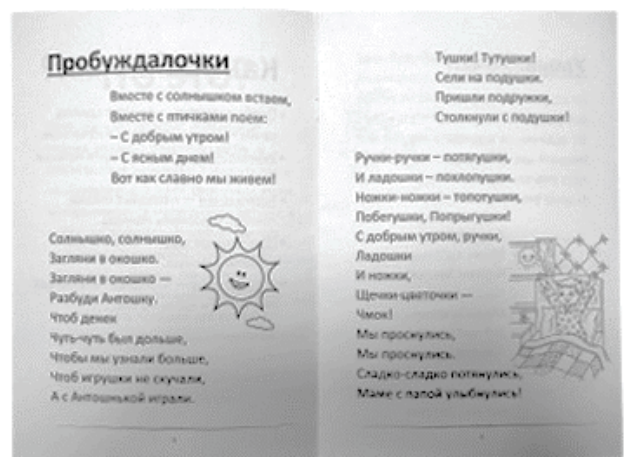 Пробуждалочки
Вместе с солнышком встаем,
Вместе с птичками поем:
– С добрым утром!
– С ясным днем!
Вот как славно мы живем!
Солнышко, солнышко,
Загляни в окошко.
Загляни в окошко —
Разбуди Антошку.
Чтоб денек
Чуть-чуть был дольше,
Чтобы мы узнали больше,
Чтоб игрушки не скучали,
А с Антошкой играли.
Тушки! Тутушки!
Сели на подушки.
Пришли подружки,
Столкнули с подушки!
Ручки-ручки – потягушки,
И ладошки – похлопушки.
Ножки-ножки – топотушки,
Побегушки, Попрыгушки!
С добрым утром, ручки,
Ладошки
И ножки,
Щечки-цветочки —
Чмок!
Мы проснулись,
Мы проснулись.
Сладко-сладко потянулись,
Маме с папой улыбнулись!